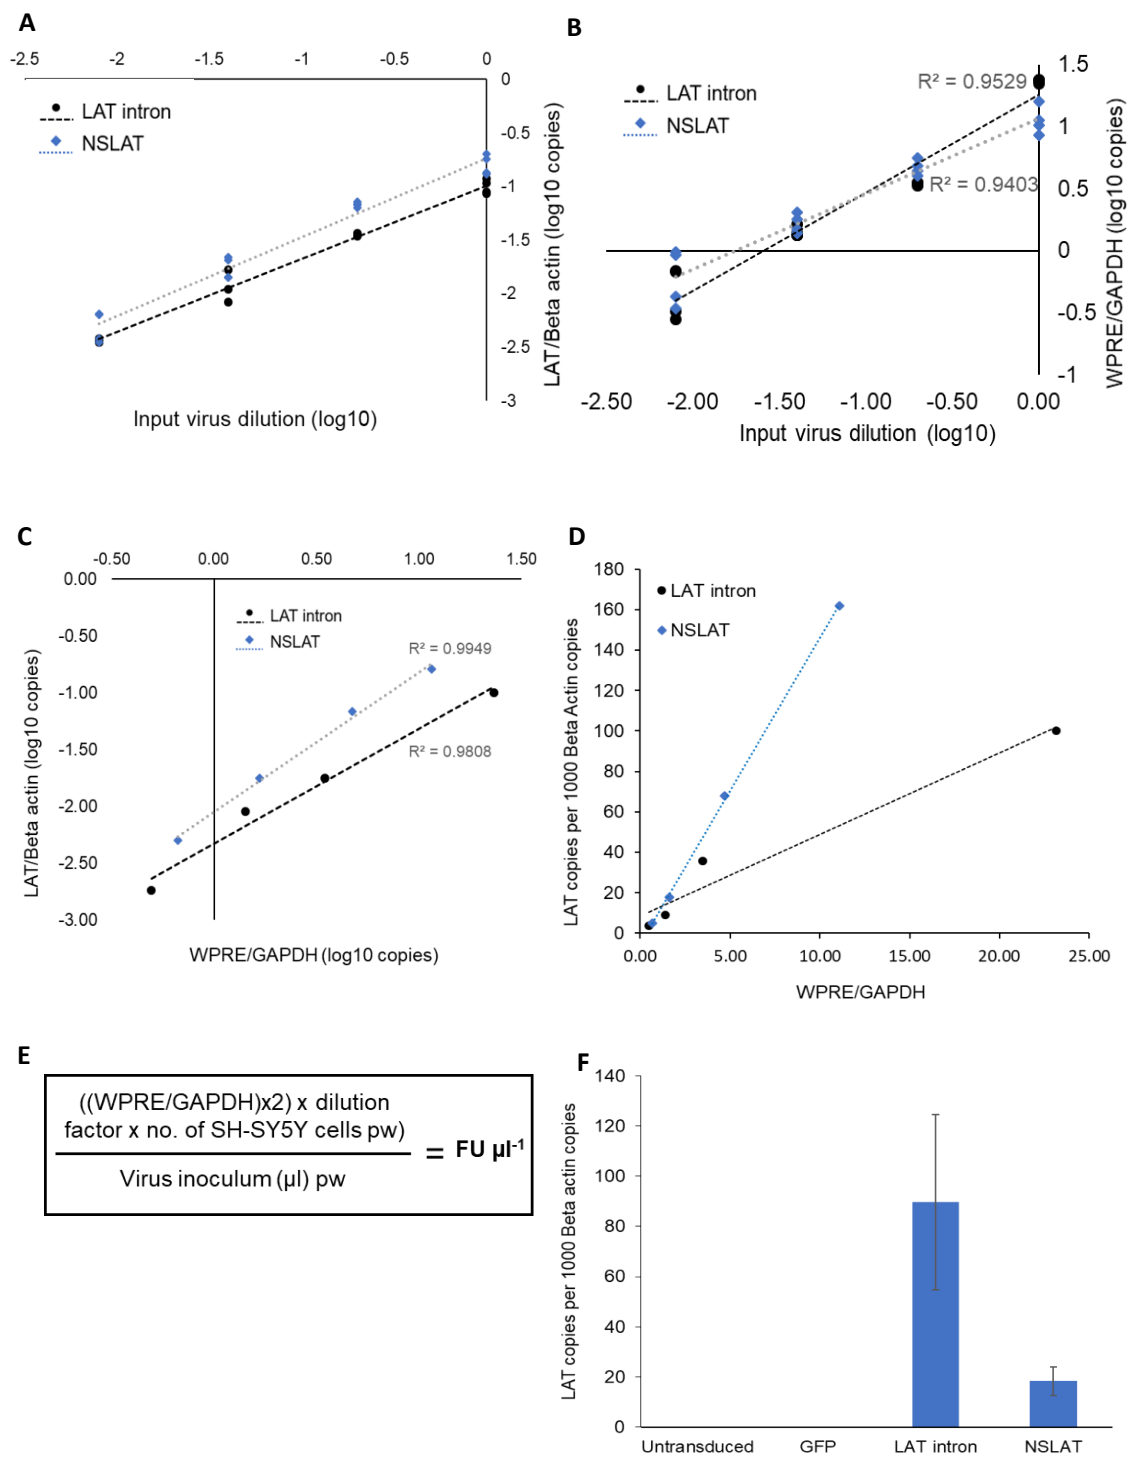 A
-2.5
-2
-1.5
-1
-0.5
0
0
-0.5
-1
-1.5
-2
-2.5
-3
LAT intron
NSLAT
LAT/Beta actin (log10 copies)
Input virus dilution (log10)
B
1.5
1
0.5
0
-0.5
-1
R² = 0.9529
R² = 0.9403
LAT intron
NSLAT
WPRE/GAPDH (log10 copies)
-2.50
-2.00
-1.50
-1.00
-0.50
0.00
Input virus dilution (log10)
C
-0.50
0.00
0.50
1.00
1.50
0.00
-0.50
-1.00
-1.50
-2.00
-2.50
-3.00
LAT intron
NSLAT
R² = 0.9949
R² = 0.9808
LAT/Beta actin (log10 copies)
WPRE/GAPDH (log10 copies)
D
180
160
140
120
100
80
60
40
20
0
LAT intron
NSLAT
LAT copies per 1000 Beta Actin copies
0.00
5.00
10.00
15.00
20.00
25.00
WPRE/GAPDH
E
((WPRE/GAPDH)x2) x dilution
factor x no. of SH-SY5Y cells pw)
Virus inoculum (µl) pw
= FU µl⁻¹
F
140
120
100
80
60
40
20
0
LAT copies per 1000 Beta actin copies
Untransduced
GFP
LAT intron
NSLAT